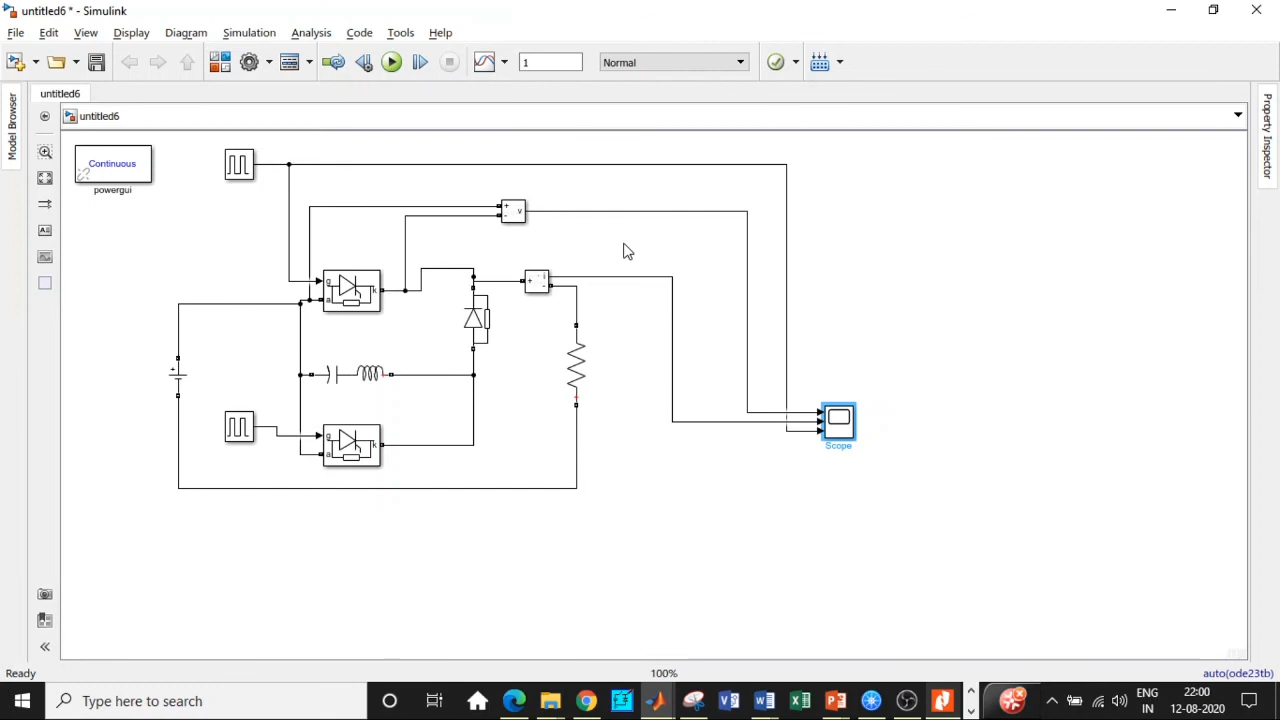 untitled6 * - Simulink
File Edit View Display Diagram Simulation Analysis Code Tools Help
1 Normal
untitled6
untitled6
Model Browser
Property Inspector
Continuous
powergui
+ v
-
g
a k
+ i
-
+
g
a k
Scope
Ready 100% auto(ode23tb)
Type here to search
ENG 22:00
IN 12-08-2020